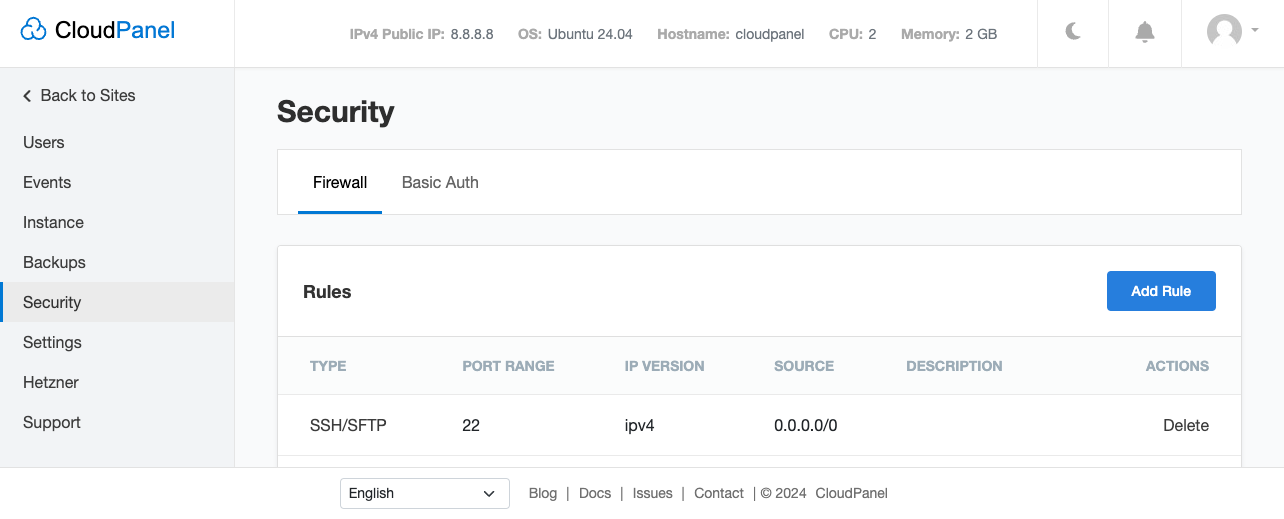 CloudPanel
IPv4 Public IP: 8.8.8.8 OS: Ubuntu 24.04 Hostname: cloudpanel CPU: 2 Memory: 2 GB
Back to Sites
Users
Events
Instance
Backups
Security
Settings
Hetzner
Support
Security
Firewall Basic Auth
Rules
Add Rule
TYPE PORT RANGE IP VERSION SOURCE DESCRIPTION ACTIONS
SSH/SFTP 22 ipv4 0.0.0.0/0 Delete
English
Blog | Docs | Issues | Contact | © 2024 CloudPanel